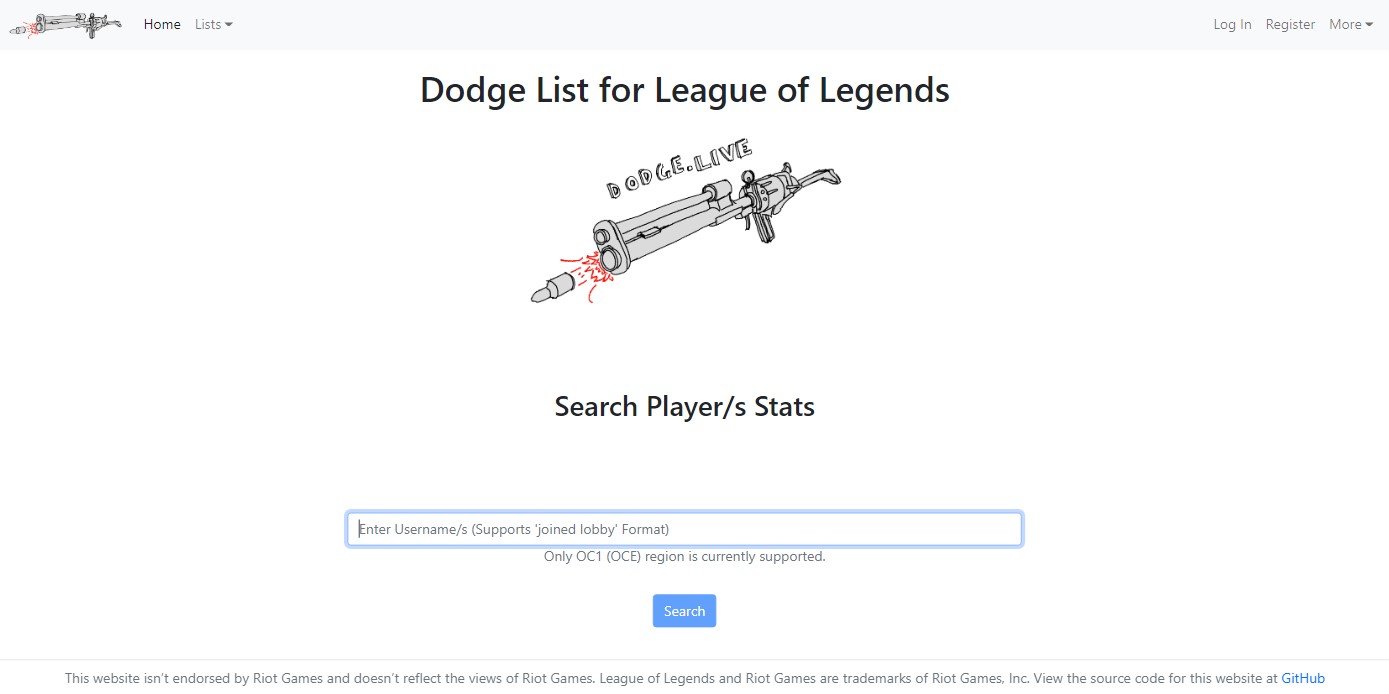 Home Lists Log In Register More
Dodge List for League of Legends
DODGE.LIVE
Search Player/s Stats
Enter Username/s (Supports 'joined lobby' Format)
Only OC1 (OCE) region is currently supported.
Search
This website isn't endorsed by Riot Games and doesn't reflect the views of Riot Games. League of Legends and Riot Games are trademarks of Riot Games, Inc. View the source code for this website at GitHub